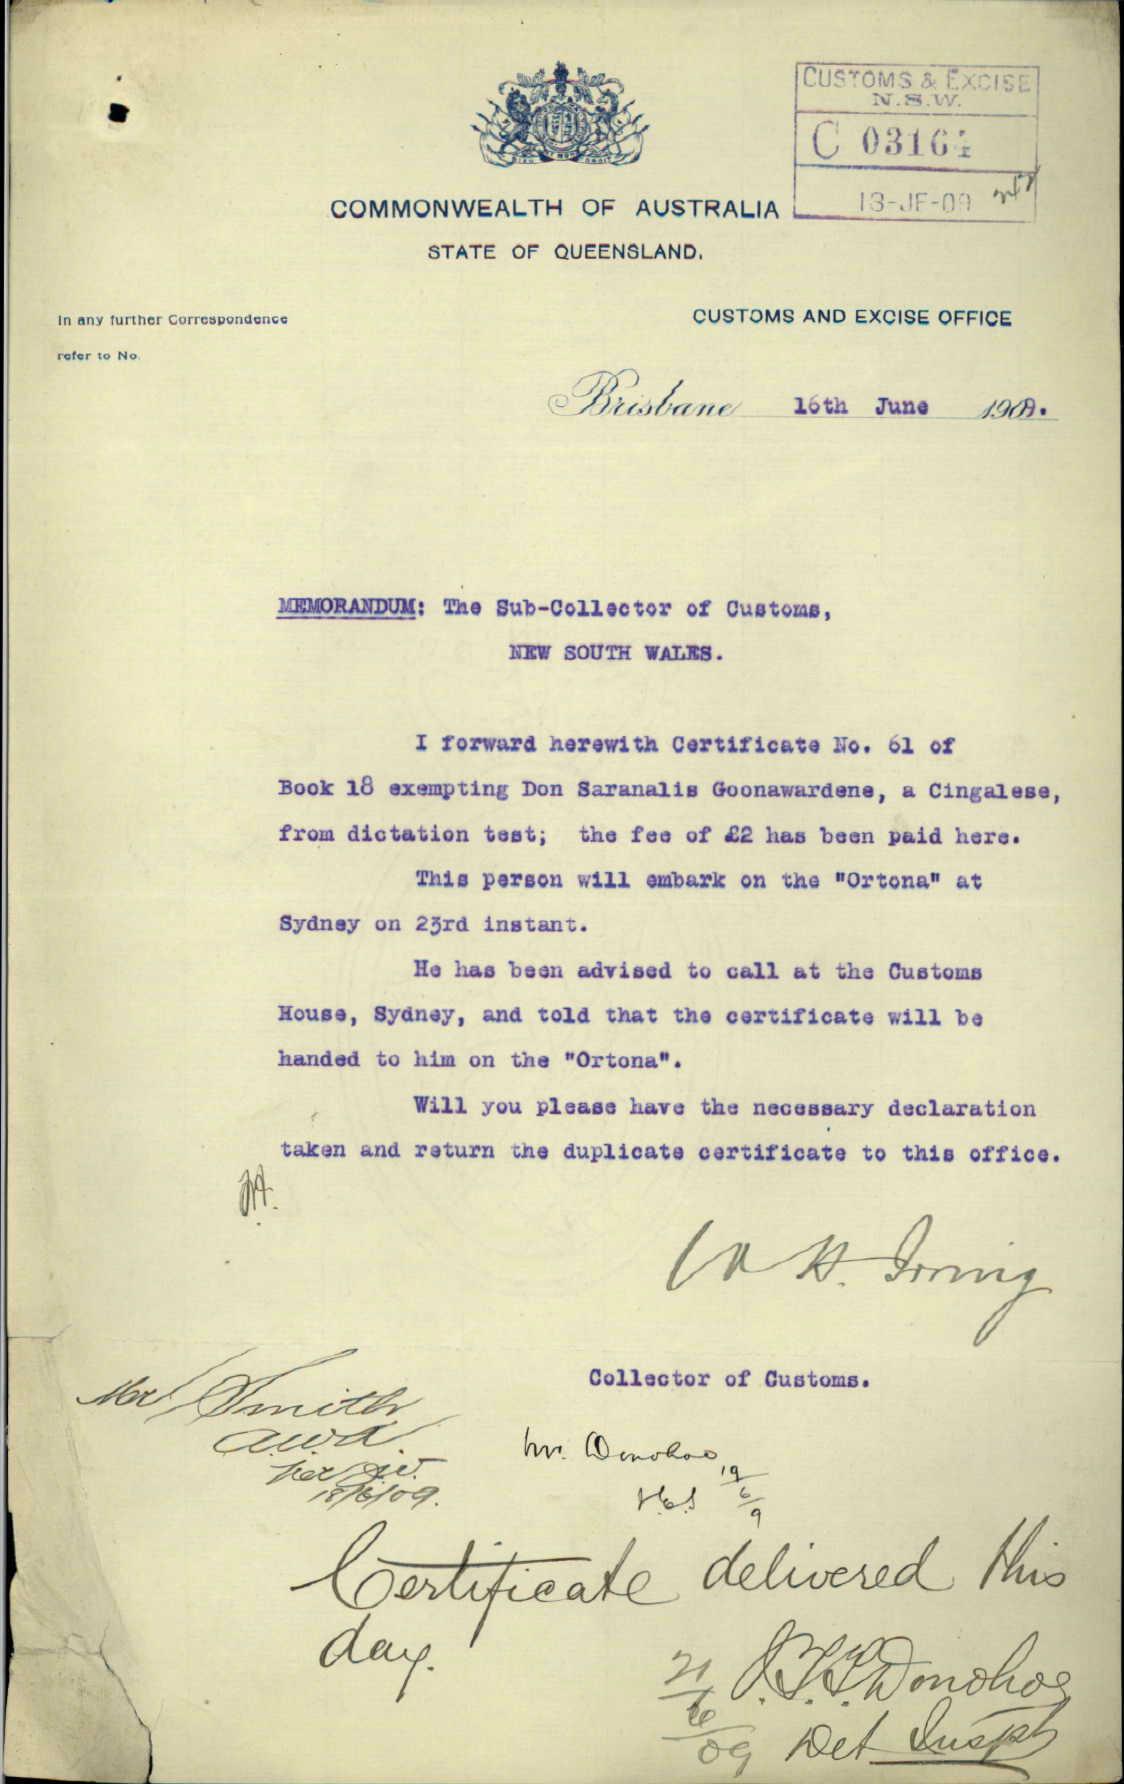 CUSTOMS & EXCISE
N.S.W.
C 03164
COMMONWEALTH OF AUSTRALIA
STATE OF QUEENSLAND.
In any further Correspondence
refer to No.
CUSTOMS AND EXCISE OFFICE
Brisbane 16th June 1909.
MEMORANDUM: The Sub-Collector of Customs,
NEW SOUTH WALES.
I forward herewith Certificate No. 61 of
Book 18 exempting Don Saranalis Goonawardene, a Cingalese,
from dictation test; the fee of £2 has been paid here.
This person will embark on the "Ortona" at
Sydney on 23rd instant.
He has been advised to call at the Customs
House, Sydney, and told that the certificate will be
handed to him on the "Ortona".
Will you please have the necessary declaration
taken and return the duplicate certificate to this office.
W H. Irving
Collector of Customs.
Mr Smith
18/6/09.
Mr. Donohoe
19/6/9
Certificate delivered this
day.
21/6/09 Donohoe
Det Inspr